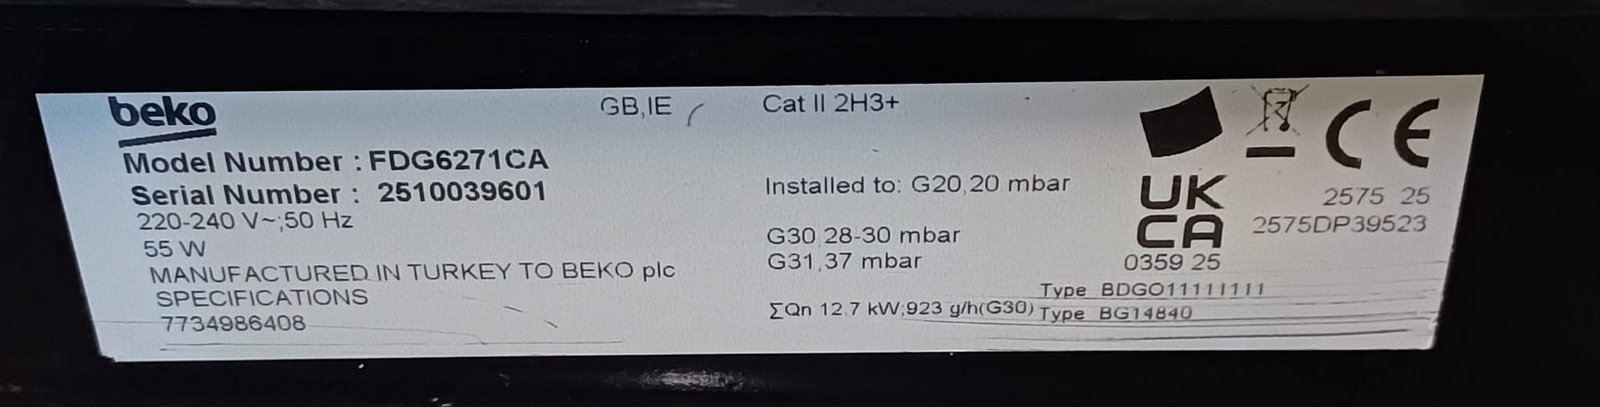 beko
Model Number : FDG6271CA
Serial Number : 2510039601
220-240 V~;50 Hz
55 W
MANUFACTURED IN TURKEY TO BEKO plc
SPECIFICATIONS
7734986408
GB,IE
Cat II 2H3+
Installed to: G20,20 mbar
G30,28-30 mbar
G31,37 mbar
∑Qn 12.7 kW;923 g/h(G30)
UK
CA
0359 25
CE
2575 25
2575DP39523
Type BDGO11111111
Type BG14840